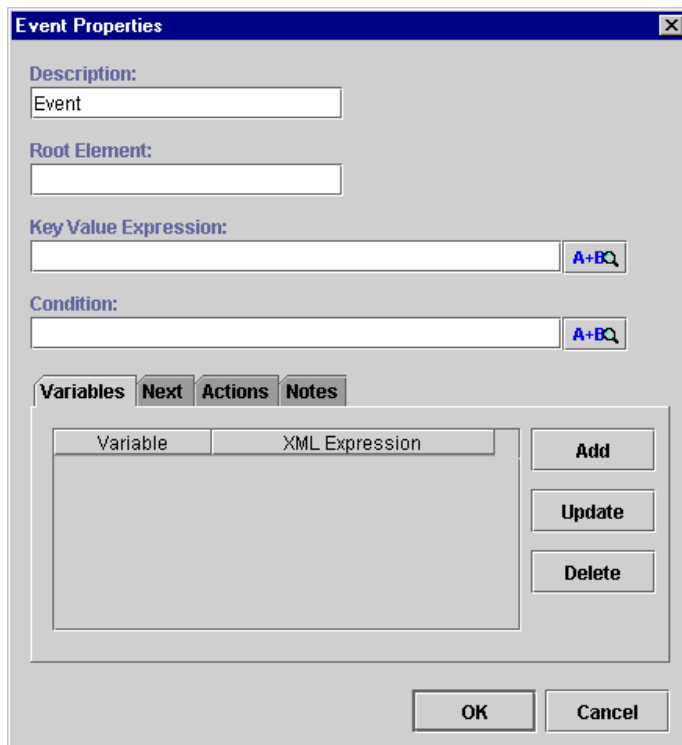 Event Properties
Description:
Event
Root Element:
Key Value Expression:
A+B
Condition:
A+B
Variables Next Actions Notes
Variable XML Expression
Add
Update
Delete
OK Cancel